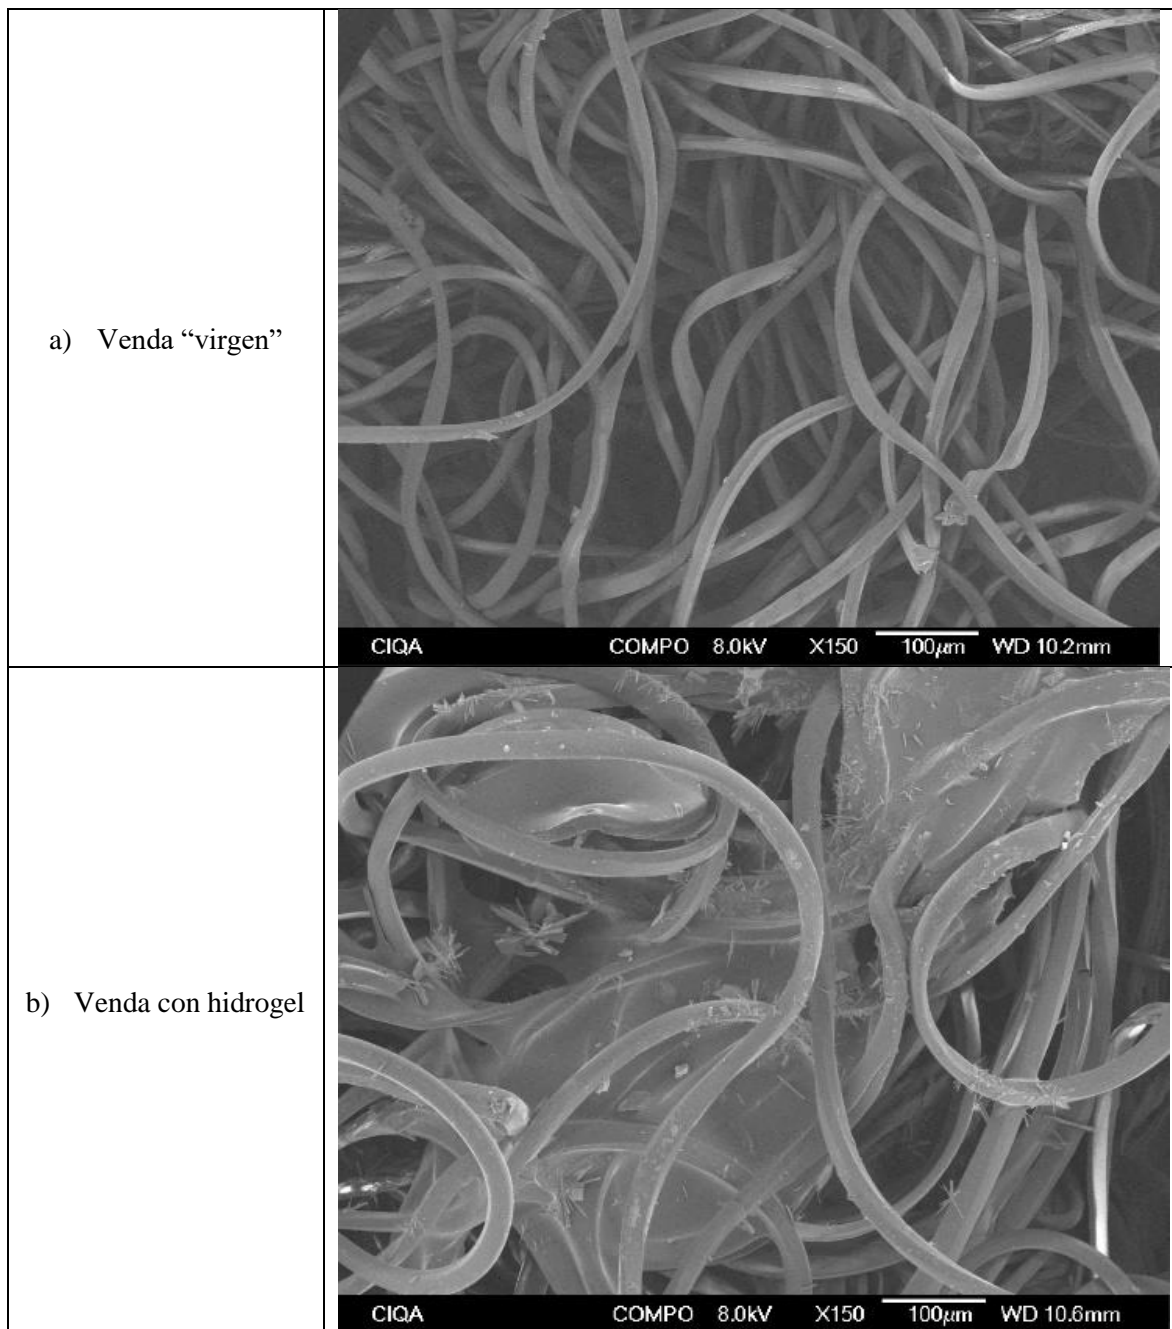 a) Venda “virgen”
CIQA COMPO 8.0kV X150 100μm WD 10.2mm
b) Venda con hidrogel
CIQA COMPO 8.0kV X150 100μm WD 10.6mm